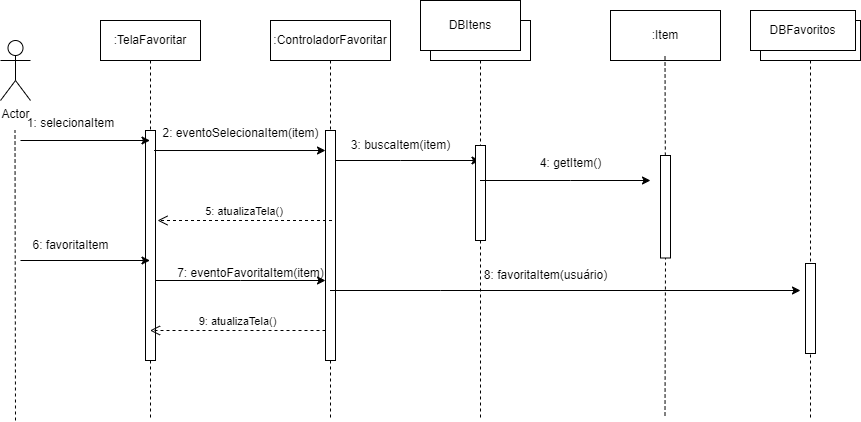 :TelaFavoritar
:ControladorFavoritar
DBItens
:Item
DBFavoritos
Actor
1: selecionaItem
2: eventoSelecionaItem(item)
3: buscaItem(item)
4: getItem()
5: atualizaTela()
6: favoritaItem
7: eventoFavoritaItem(item)
8: favoritaItem(usuário)
9: atualizaTela()